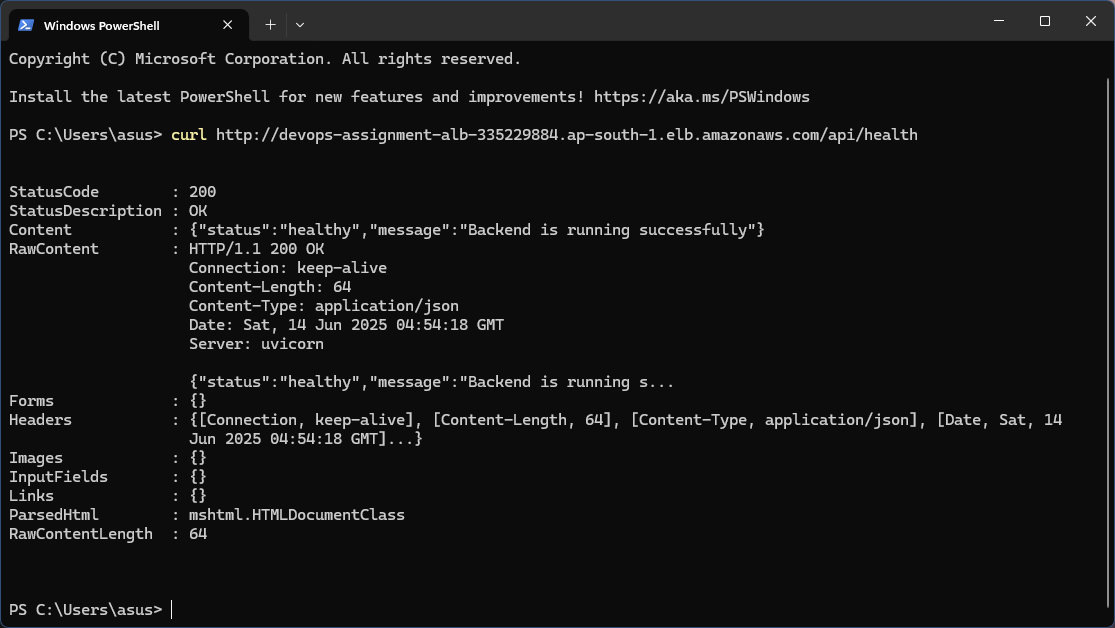 Windows PowerShell
Copyright (C) Microsoft Corporation. All rights reserved.
Install the latest PowerShell for new features and improvements! https://aka.ms/PSWindows
PS C:\Users\asus> curl http://devops-assignment-alb-335229884.ap-south-1.elb.amazonaws.com/api/health
StatusCode        : 200
StatusDescription : OK
Content           : {"status":"healthy","message":"Backend is running successfully"}
RawContent        : HTTP/1.1 200 OK
                    Connection: keep-alive
                    Content-Length: 64
                    Content-Type: application/json
                    Date: Sat, 14 Jun 2025 04:54:18 GMT
                    Server: uvicorn
                    {"status":"healthy","message":"Backend is running s...
Forms             : {}
Headers           : {[Connection, keep-alive], [Content-Length, 64], [Content-Type, application/json], [Date, Sat, 14
                    Jun 2025 04:54:18 GMT]...}
Images            : {}
InputFields       : {}
Links             : {}
ParsedHtml        : mshtml.HTMLDocumentClass
RawContentLength  : 64
PS C:\Users\asus>